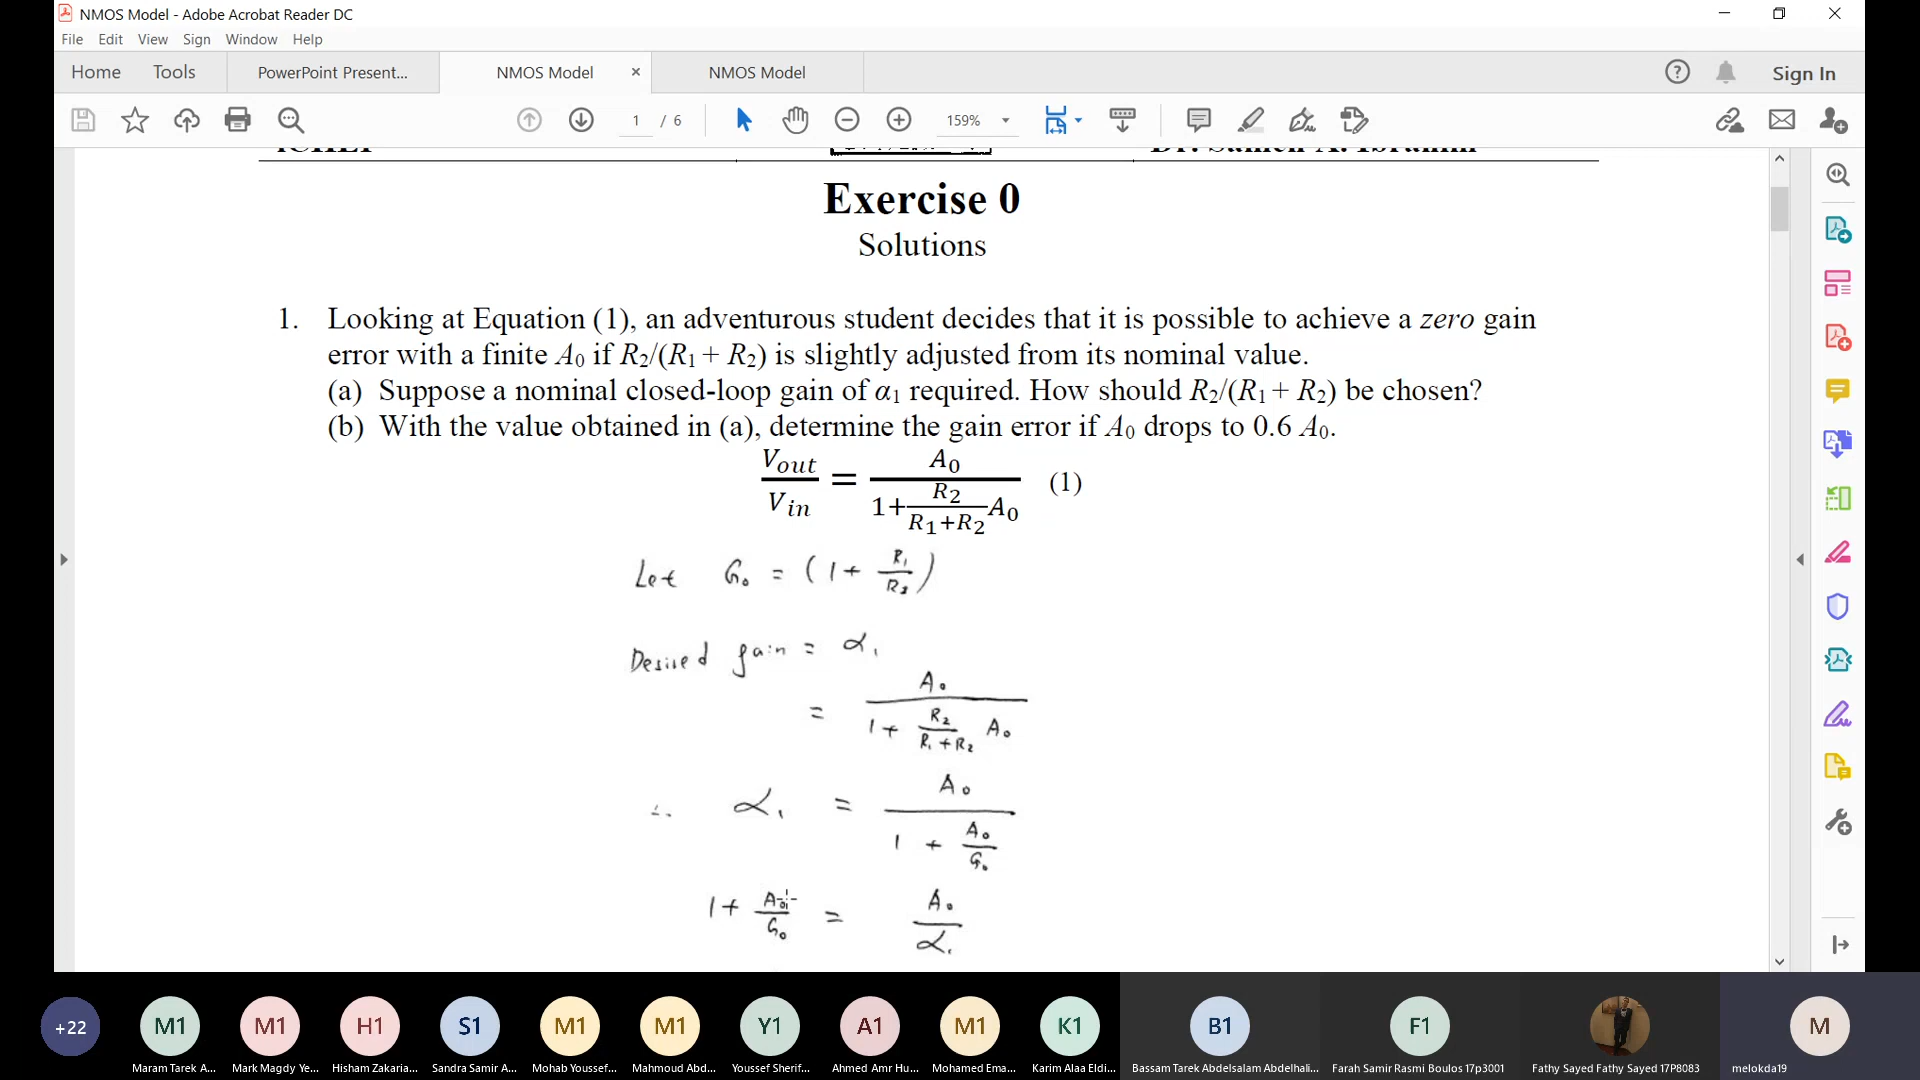 NMOS Model - Adobe Acrobat Reader DC
File Edit View Sign Window Help
Home Tools PowerPoint Present... NMOS Model × NMOS Model Sign In
1 / 6 159%
Exercise 0
Solutions
1. Looking at Equation (1), an adventurous student decides that it is possible to achieve a zero gain
error with a finite A0 if R2/(R1 + R2) is slightly adjusted from its nominal value.
(a) Suppose a nominal closed-loop gain of α1 required. How should R2/(R1 + R2) be chosen?
(b) With the value obtained in (a), determine the gain error if A0 drops to 0.6 A0.
Vout/Vin = A0/(1+R2/(R1+R2) A0) (1)
Let G0 = (1 + R1/R2)
Desired gain = α1
= A0/(1 + R2/(R1+R2) A0)
∴ α1 = A0/(1 + A0/G0)
1 + A0/G0 = A0/α1
+22 M1 M1 H1 S1 M1 M1 Y1 A1 M1 K1 B1 F1 M
Maram Tarek A... Mark Magdy Ye... Hisham Zakaria... Sandra Samir A... Mohab Youssef... Mahmoud Abd... Youssef Sherif... Ahmed Amr Hu... Mohamed Ema... Karim Alaa Eldi... Bassam Tarek Abdelsalam Abdelhali... Farah Samir Rasmi Boulos 17p3001 Fathy Sayed Fathy Sayed 17P8083 melokda19